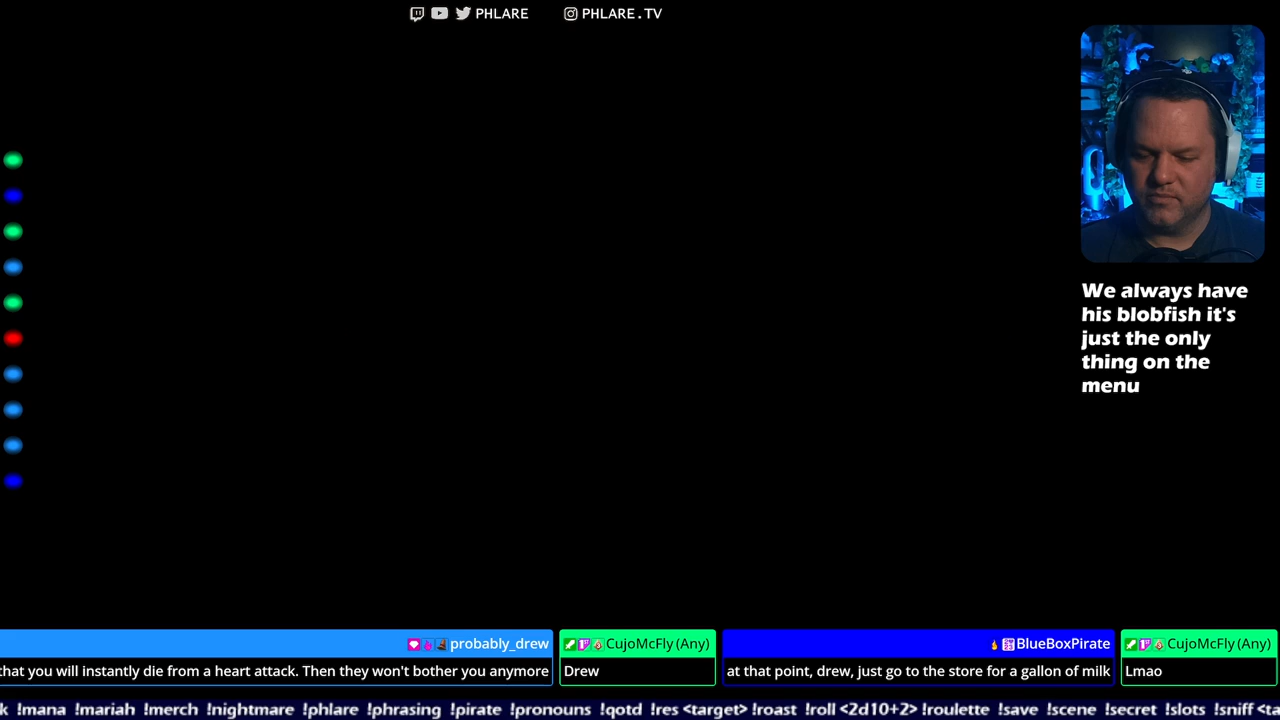 PHLARE PHLARE.TV
We always have
his blobfish it's
just the only
thing on the
menu
probably_drew
that you will instantly die from a heart attack. Then they won't bother you anymore
CujoMcFly (Any)
Drew
BlueBoxPirate
at that point, drew, just go to the store for a gallon of milk
CujoMcFly (Any)
Lmao
k !mana !mariah !merch !nightmare !phlare !phrasing !pirate !pronouns !qotd !res <target> !roast !roll <2d10+2> !roulette !save !scene !secret !slots !sniff <ta